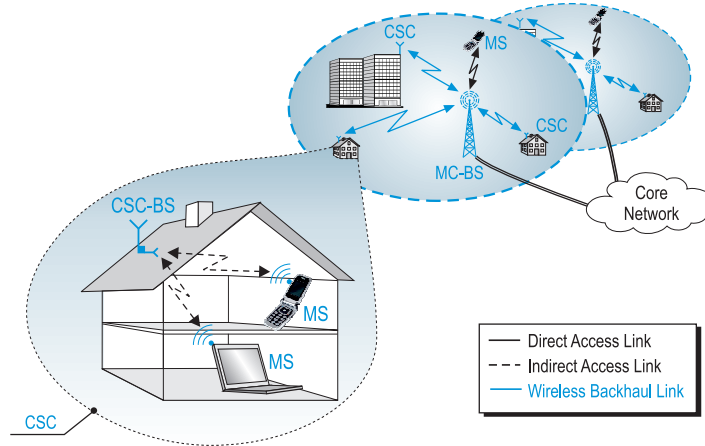 CSC
MS
CSC
MC-BS
Core
Network
CSC-BS
MS
MS
CSC
Direct Access Link
Indirect Access Link
Wireless Backhaul Link